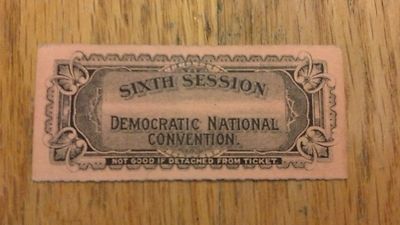 SIXTH SESSION
DEMOCRATIC NATIONAL
CONVENTION.
NOT GOOD IF DETACHED FROM TICKET